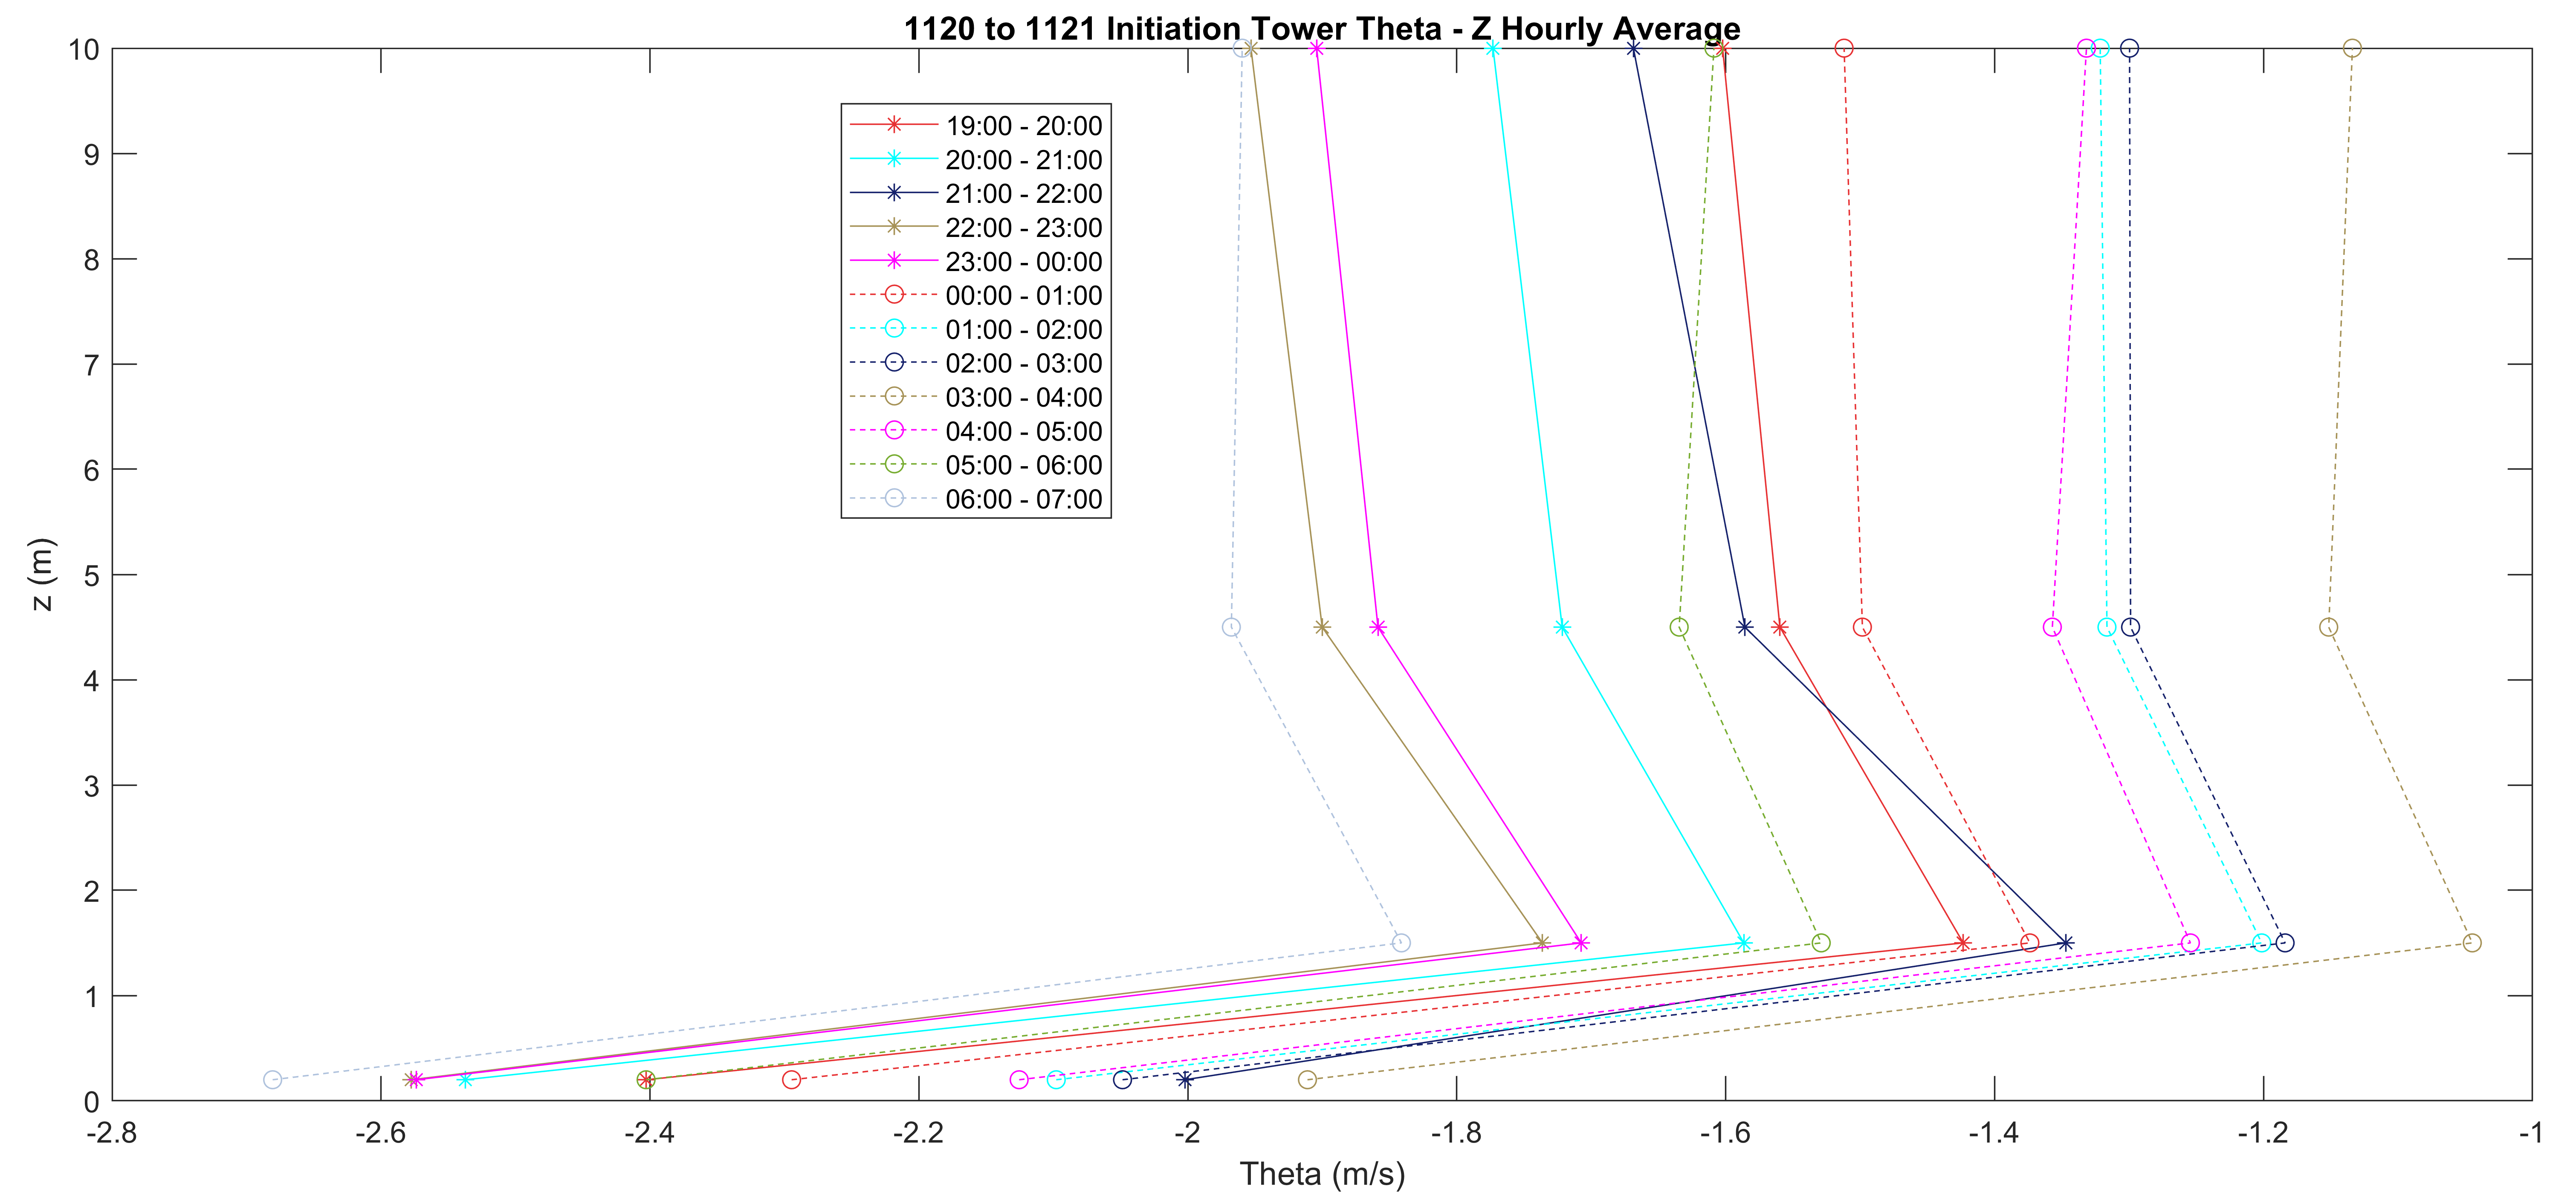 1120 to 1121 Initiation Tower Theta - Z Hourly Average
10
9
8
7
6
5
4
3
2
1
0
z (m)
19:00 - 20:00
20:00 - 21:00
21:00 - 22:00
22:00 - 23:00
23:00 - 00:00
00:00 - 01:00
01:00 - 02:00
02:00 - 03:00
03:00 - 04:00
04:00 - 05:00
05:00 - 06:00
06:00 - 07:00
-2.8 -2.6 -2.4 -2.2 -2 -1.8 -1.6 -1.4 -1.2 -1
Theta (m/s)